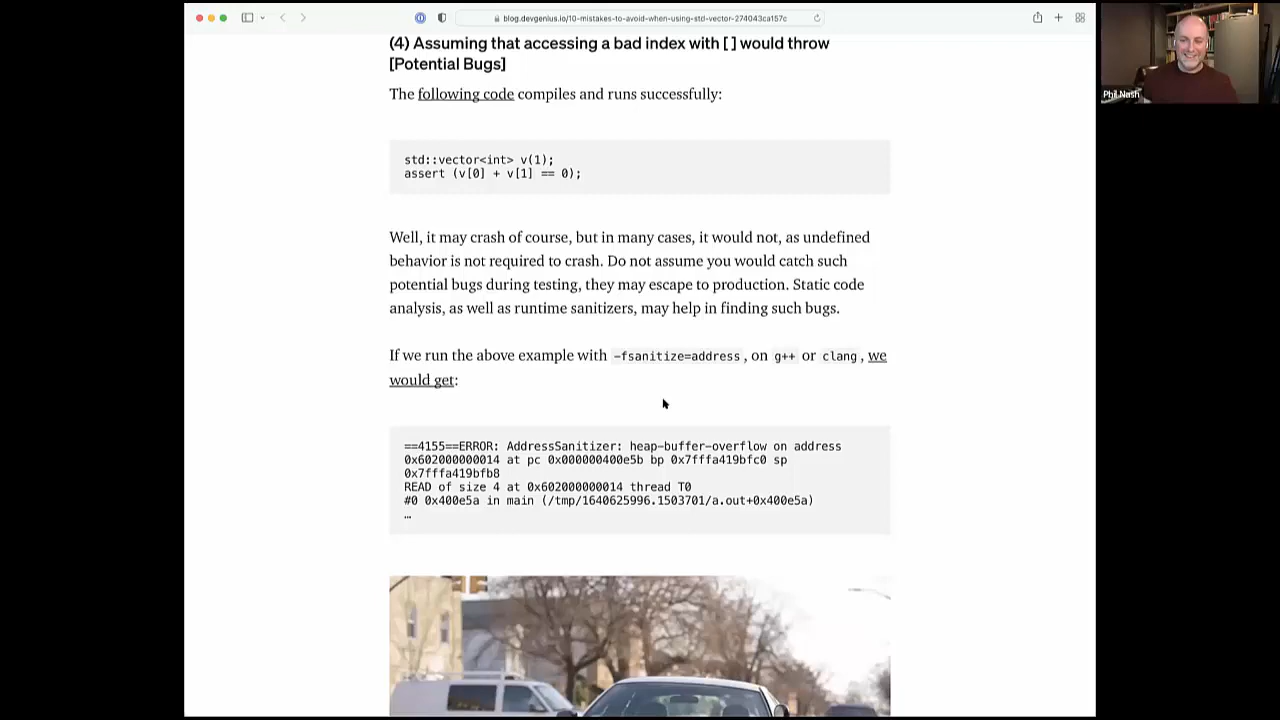 blog.devgenius.io/10-mistakes-to-avoid-when-using-std-vector-274043ca157c
Phil Nash
(4) Assuming that accessing a bad index with [ ] would throw
[Potential Bugs]
The following code compiles and runs successfully:
std::vector<int> v(1);
assert (v[0] + v[1] == 0);
Well, it may crash of course, but in many cases, it would not, as undefined
behavior is not required to crash. Do not assume you would catch such
potential bugs during testing, they may escape to production. Static code
analysis, as well as runtime sanitizers, may help in finding such bugs.
If we run the above example with -fsanitize=address, on g++ or clang, we
would get:
==4155==ERROR: AddressSanitizer: heap-buffer-overflow on address
0x602000000014 at pc 0x000000400e5b bp 0x7fffa419bfc0 sp
0x7fffa419bfb8
READ of size 4 at 0x602000000014 thread T0
#0 0x400e5a in main (/tmp/1640625996.1503701/a.out+0x400e5a)
…